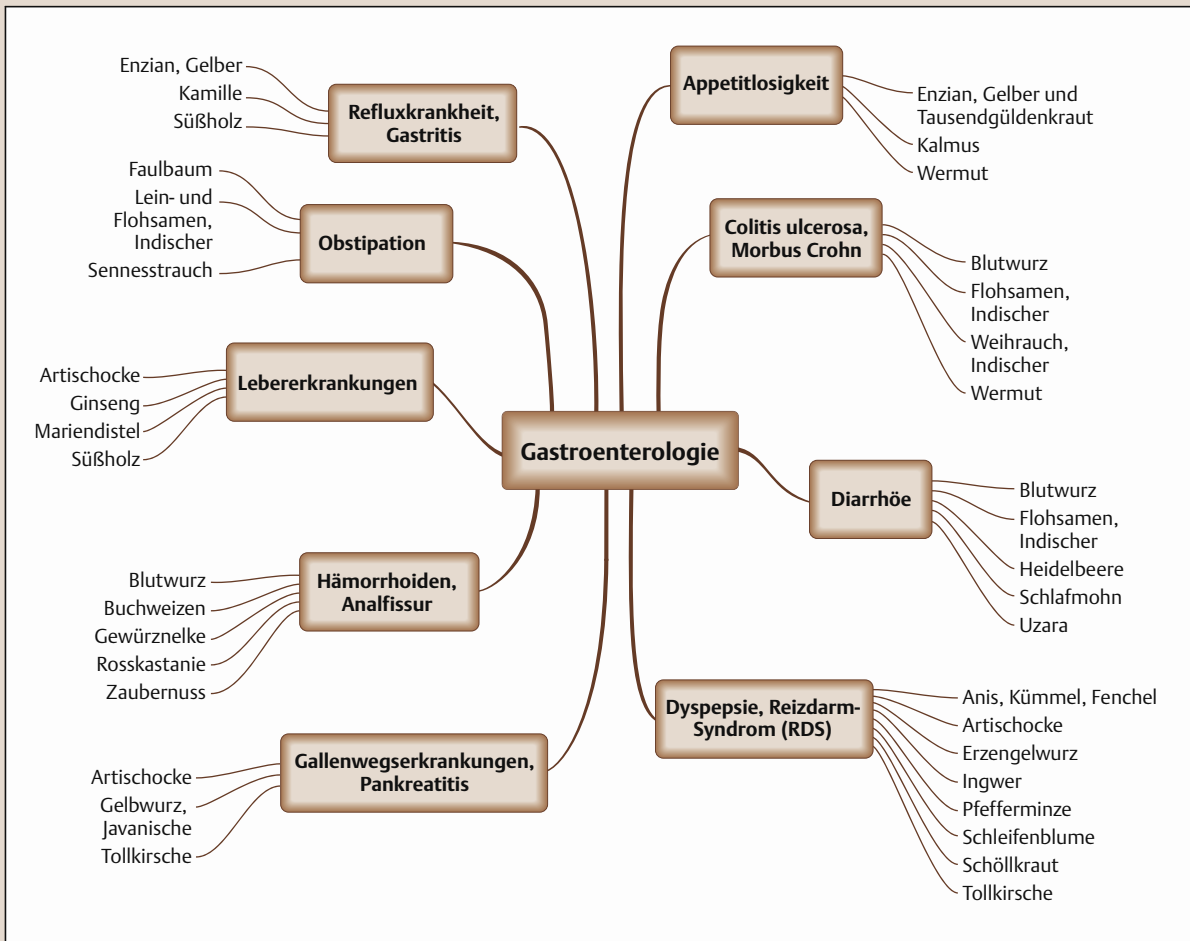 Enzian, Gelber
Kamille
Süßholz
Refluxkrankheit,
Gastritis
Faulbaum
Lein- und
Flohsamen,
Indischer
Sennesstrauch
Obstipation
Artischocke
Ginseng
Mariendistel
Süßholz
Lebererkrankungen
Blutwurz
Buchweizen
Gewürznelke
Rosskastanie
Zaubernuss
Hämorrhoiden,
Analfissur
Artischocke
Gelbwurz,
Javanische
Tollkirsche
Gallenwegserkrankungen,
Pankreatitis
Gastroenterologie
Appetitlosigkeit
Enzian, Gelber und
Tausendgüldenkraut
Kalmus
Wermut
Colitis ulcerosa,
Morbus Crohn
Blutwurz
Flohsamen,
Indischer
Weihrauch,
Indischer
Wermut
Diarrhöe
Blutwurz
Flohsamen,
Indischer
Heidelbeere
Schlafmohn
Uzara
Dyspepsie, Reizdarm-
Syndrom (RDS)
Anis, Kümmel, Fenchel
Artischocke
Erzengelwurz
Ingwer
Pfefferminze
Schleifenblume
Schöllkraut
Tollkirsche